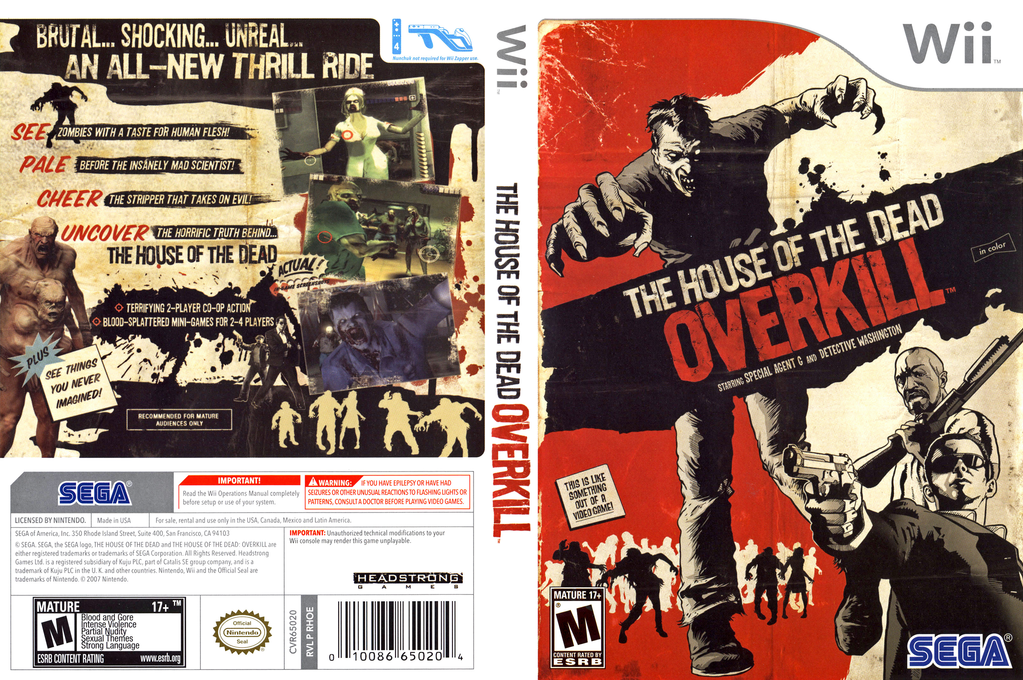 BRUTAL... SHOCKING... UNREAL...
AN ALL-NEW THRILL RIDE
4
Nunchuk not required for Wii Zapper use.
SEE ZOMBIES WITH A TASTE FOR HUMAN FLESH!
PALE BEFORE THE INSANELY MAD SCIENTIST!
CHEER THE STRIPPER THAT TAKES ON EVIL!
UNCOVER THE HORRIFIC TRUTH BEHIND...
THE HOUSE OF THE DEAD
ACTUAL!
GAME SCREENSHOTS
TERRIFYING 2-PLAYER CO-OP ACTION
BLOOD-SPLATTERED MINI-GAMES FOR 2-4 PLAYERS
PLUS
SEE THINGS
YOU NEVER
IMAGINED!
RECOMMENDED FOR MATURE
AUDIENCES ONLY
SEGA®
IMPORTANT!
Read the Wii Operations Manual completely
before setup or use of your system.
WARNING: IF YOU HAVE EPILEPSY OR HAVE HAD
SEIZURES OR OTHER UNUSUAL REACTIONS TO FLASHING LIGHTS OR
PATTERNS, CONSULT A DOCTOR BEFORE PLAYING VIDEO GAMES.
LICENSED BY NINTENDO.
Made in USA
For sale, rental and use only in the USA, Canada, Mexico and Latin America.
SEGA of America, Inc. 350 Rhode Island Street, Suite 400, San Francisco, CA 94103
© SEGA. SEGA, the SEGA logo, THE HOUSE OF THE DEAD and THE HOUSE OF THE DEAD: OVERKILL are
either registered trademarks or trademarks of SEGA Corporation. All Rights Reserved. Headstrong
Games Ltd. is a registered trademark of Kuju PLC, part of Catalis SE group company, and is a
trademark of Kuju PLC in the U. K. and other countries. Nintendo, Wii and the Official Seal are
trademarks of Nintendo. © 2007 Nintendo.
IMPORTANT: Unauthorized technical modifications to your
Wii console may render this game unplayable.
HEADSTRONG
GAMES
MATURE 17+ ™
M
®
Blood and Gore
Intense Violence
Partial Nudity
Sexual Themes
Strong Language
ESRB CONTENT RATING www.esrb.org
Official
Nintendo
Seal
CVR65020
RVL P RHOE
0 10086 65020 4
Wii
™
THE HOUSE OF THE DEAD OVERKILL ™
Wii ™
THE HOUSE OF THE DEAD
OVERKILL ™
in color
STARRING SPECIAL AGENT G AND DETECTIVE WASHINGTON
THIS IS LIKE
SOMETHING
OUT OF A
VIDEO GAME!
MATURE 17+
M
®
CONTENT RATED BY
ESRB
SEGA®